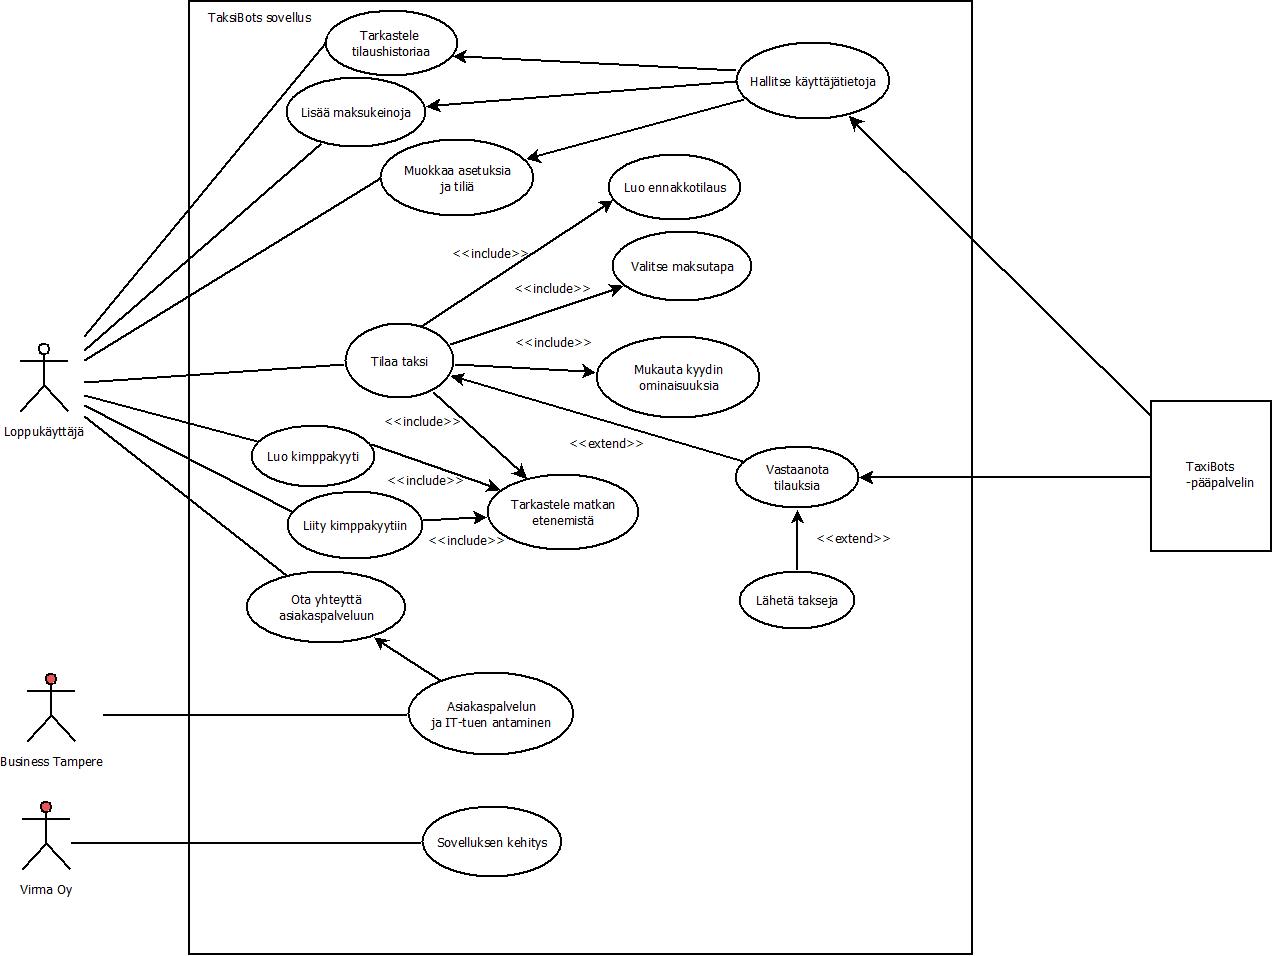 TaksiBots sovellus
Tarkastele
tilaushistoriaa
Lisää maksukeinoja
Hallitse käyttäjätietoja
Muokkaa asetuksia
ja tiliä
Luo ennakkotilaus
<<include>>
Valitse maksutapa
<<include>>
<<include>>
Tilaa taksi
Mukauta kyydin
ominaisuuksia
Loppukäyttäjä
<<include>>
<<extend>>
Luo kimppakyyti
Vastaanota
tilauksia
TaxiBots
-pääpalvelin
<<include>>
Tarkastele matkan
etenemistä
Liity kimppakyytiin
<<include>>
<<extend>>
Ota yhteyttä
asiakaspalveluun
Lähetä takseja
Asiakaspalvelun
ja IT-tuen antaminen
Business Tampere
Sovelluksen kehitys
Virma Oy